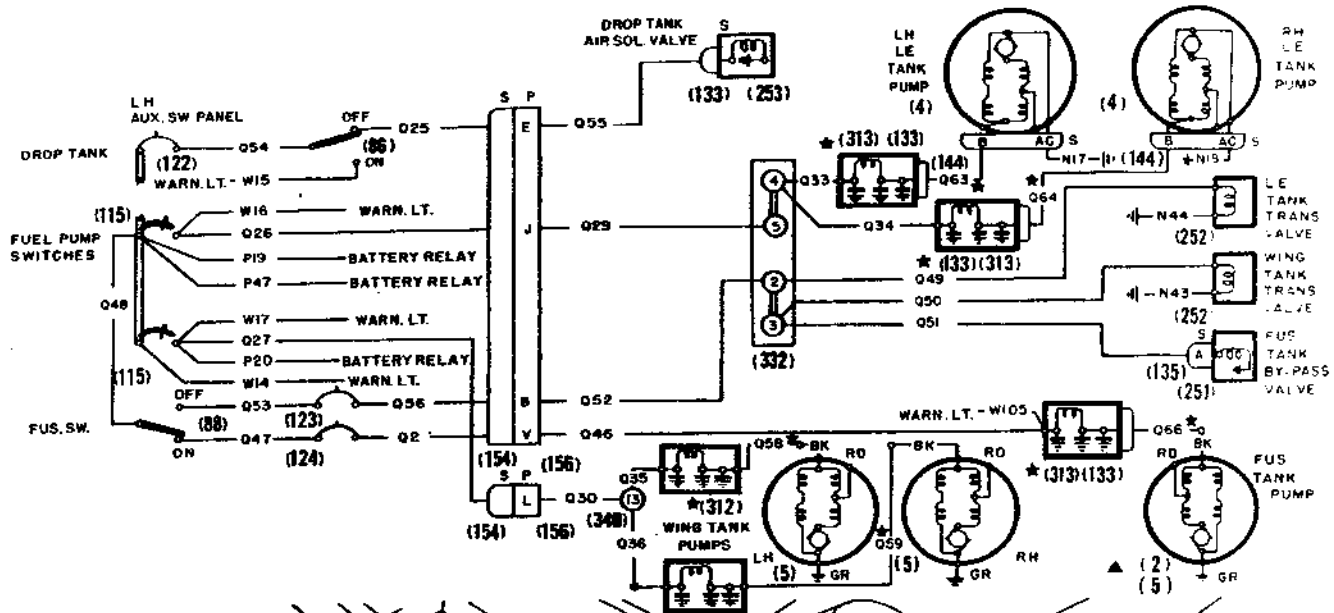 DROP TANK
AIR SOL. VALVE
S
(133) (253)
LH
LE
TANK
PUMP
(4)
RH
LE
TANK
PUMP
(4)
B AC S
B AC S
N17
(144)
★N18
LH
AUX. SW PANEL
OFF
DROP TANK
(122)
Q54
(86)
Q25
ON
WARN. LT. - W15
S P
E
Q55
★(313) (133)
(144)
Q33
Q63
★
★
Q64
Q34
★(133)(313)
4
5
2
3
(332)
(115)
W16
WARN. LT.
Q26
J
Q29
FUEL PUMP
SWITCHES
P19
BATTERY RELAY
P47
BATTERY RELAY
Q48
W17
WARN. LT.
Q27
P20
BATTERY RELAY
W14
WARN. LT.
(115)
N44
(252)
LE
TANK
TRANS
VALVE
Q49
Q50
Q51
N43
(252)
WING
TANK
TRANS
VALVE
S
A
(135)
(251)
FUS
TANK
BY-PASS
VALVE
OFF
Q53
(123)
Q56
B
Q52
(88)
FUS. SW.
ON
Q47
(124)
Q2
V
Q46
(154) (156)
WARN. LT. - W105
★(313)(133)
Q66
★
BK
RD
FUS
TANK
PUMP
S P
L
(154) (156)
Q30
13
(340)
Q35
Q36
★(312)
Q58
★
BK
RD
BK
RD
WING TANK
PUMPS
LH
(5)
GR
★
Q59
(5)
GR
RH
▲ (2)
(5)
GR